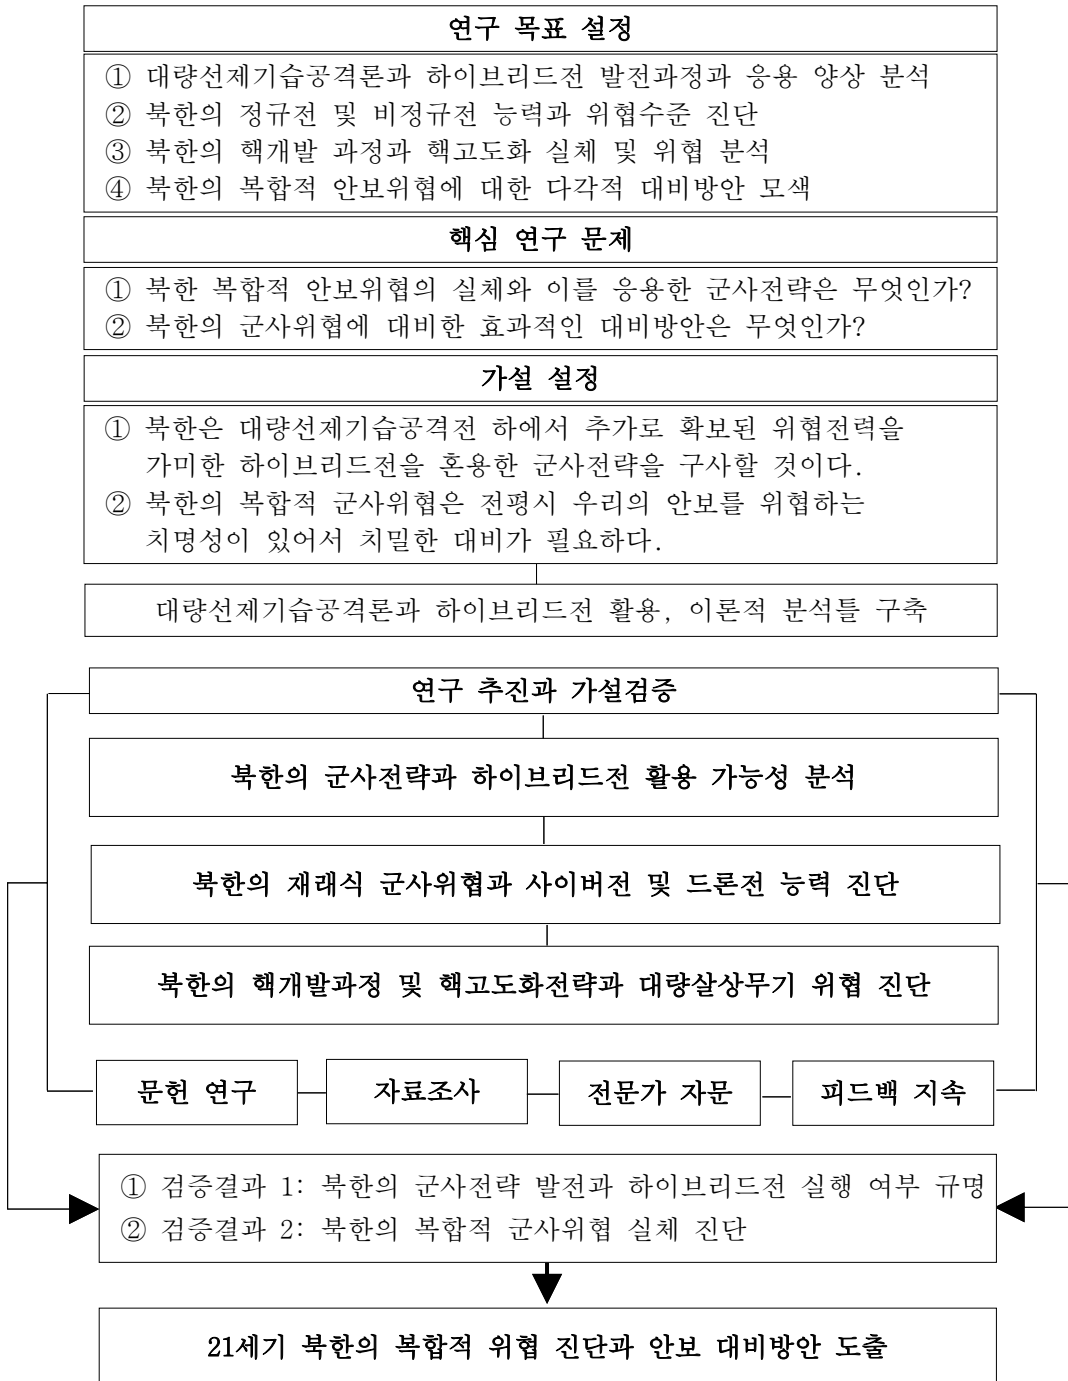 연구 목표 설정
① 대량선제기습공격론과 하이브리드전 발전과정과 응용 양상 분석
② 북한의 정규전 및 비정규전 능력과 위협수준 진단
③ 북한의 핵개발 과정과 핵고도화 실체 및 위협 분석
④ 북한의 복합적 안보위협에 대한 다각적 대비방안 모색
핵심 연구 문제
① 북한 복합적 안보위협의 실체와 이를 응용한 군사전략은 무엇인가?
② 북한의 군사위협에 대비한 효과적인 대비방안은 무엇인가?
가설 설정
① 북한은 대량선제기습공격전 하에서 추가로 확보된 위협전력을
가미한 하이브리드전을 혼용한 군사전략을 구사할 것이다.
② 북한의 복합적 군사위협은 전평시 우리의 안보를 위협하는
치명성이 있어서 치밀한 대비가 필요하다.
대량선제기습공격론과 하이브리드전 활용, 이론적 분석틀 구축
연구 추진과 가설검증
북한의 군사전략과 하이브리드전 활용 가능성 분석
북한의 재래식 군사위협과 사이버전 및 드론전 능력 진단
북한의 핵개발과정 및 핵고도화전략과 대량살상무기 위협 진단
문헌 연구
자료조사
전문가 자문
피드백 지속
① 검증결과 1: 북한의 군사전략 발전과 하이브리드전 실행 여부 규명
② 검증결과 2: 북한의 복합적 군사위협 실체 진단
21세기 북한의 복합적 위협 진단과 안보 대비방안 도출